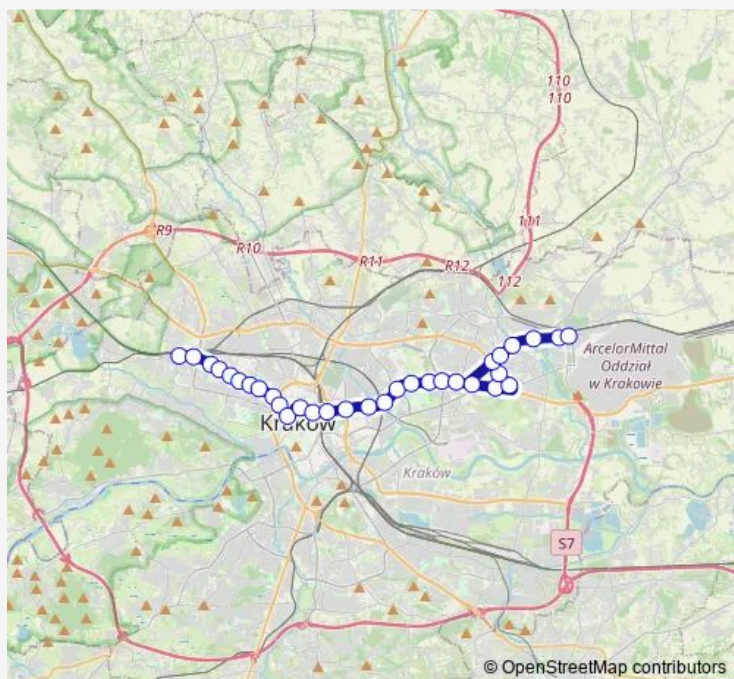 110
110
R9
R10
R11
R12
111
112
ArcelorMittal
Oddział
w Krakowie
Kraków
Kraków
S7
© OpenStreetMap contributors